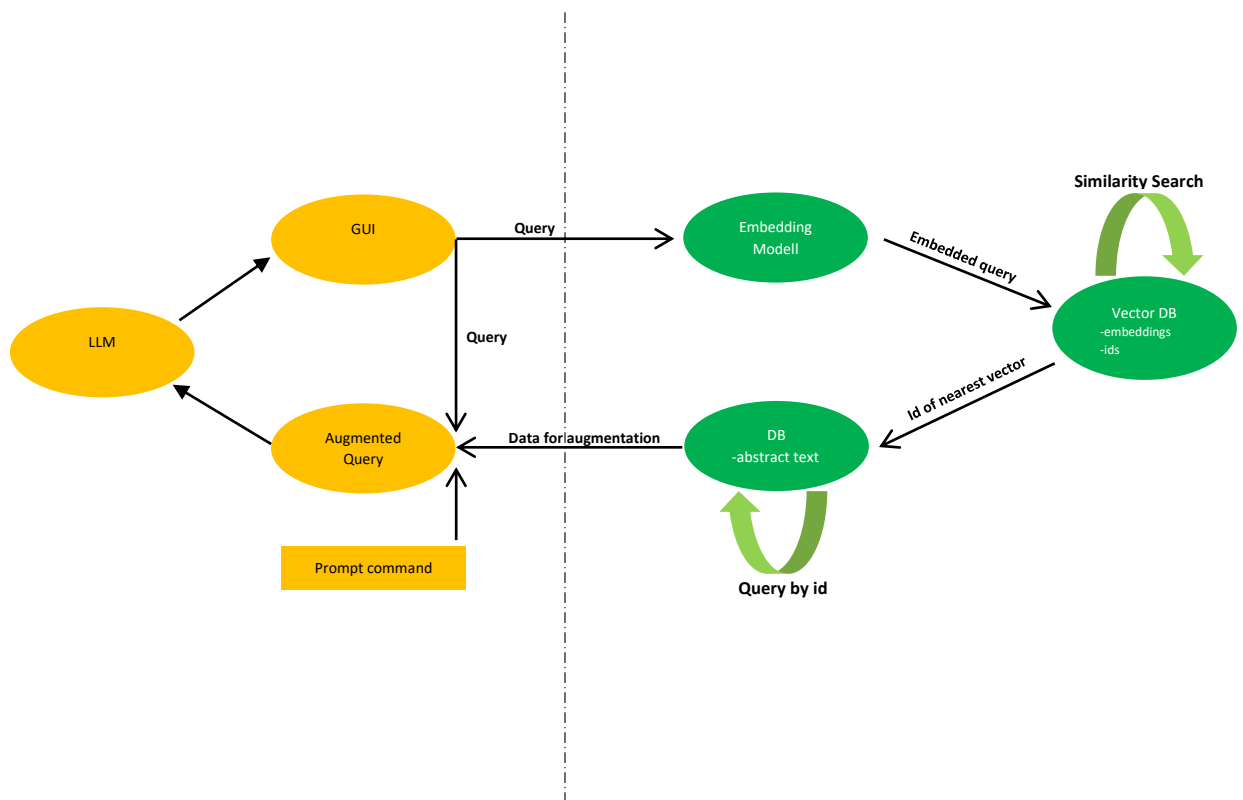 Similarity Search
GUI
Query
Embedding
Modell
Embedded query
Vector DB
-embeddings
-ids
LLM
Query
Id of nearest vector
Augmented
Query
Data for augmentation
DB
-abstract text
Prompt command
Query by id